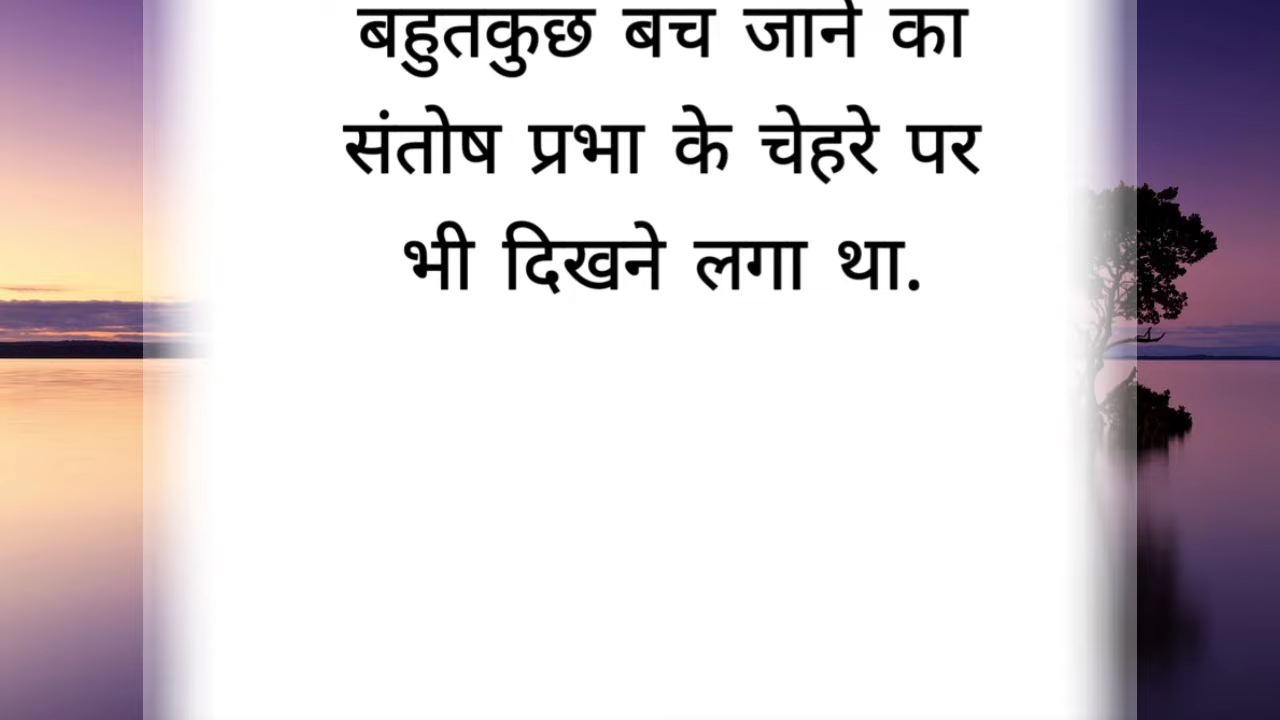 बहुतकुछ बच जाने का
संतोष प्रभा के चेहरे पर
भी दिखने लगा था.